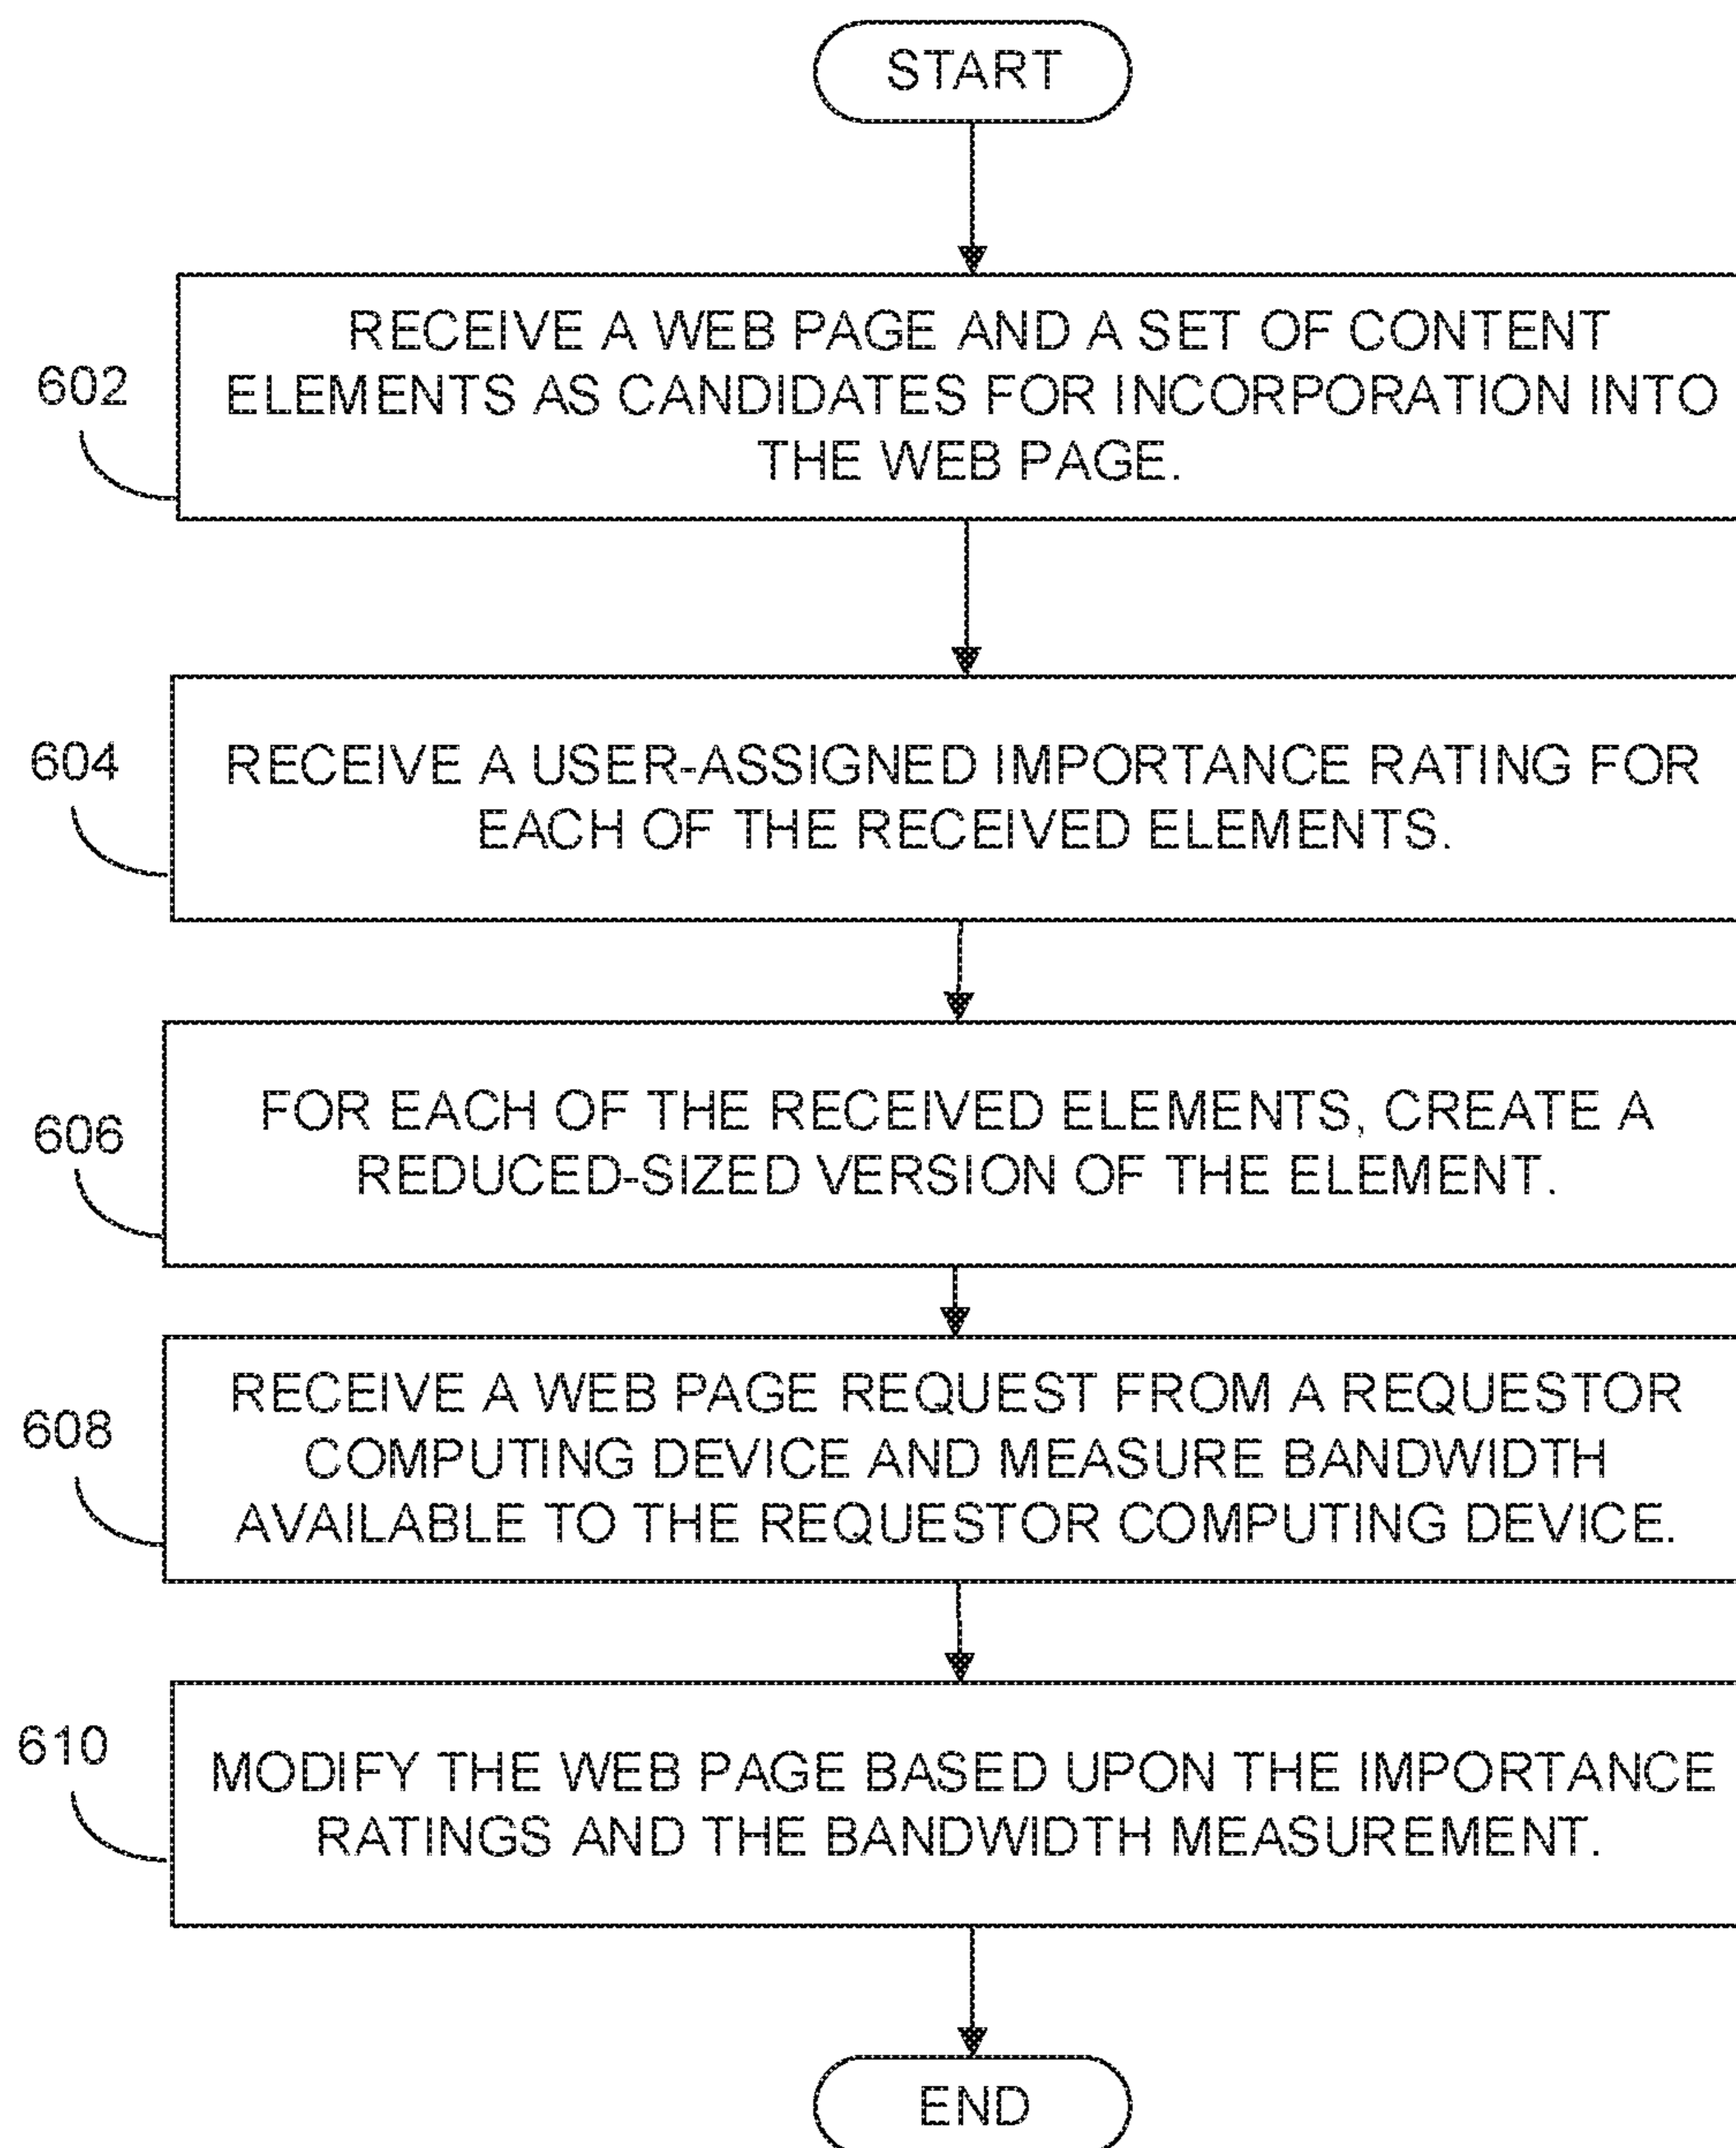 START
RECEIVE A WEB PAGE AND A SET OF CONTENT
ELEMENTS AS CANDIDATES FOR INCORPORATION INTO
THE WEB PAGE.
602
RECEIVE A USER-ASSIGNED IMPORTANCE RATING FOR
EACH OF THE RECEIVED ELEMENTS.
604
FOR EACH OF THE RECEIVED ELEMENTS, CREATE A
REDUCED-SIZED VERSION OF THE ELEMENT.
606
RECEIVE A WEB PAGE REQUEST FROM A REQUESTOR
COMPUTING DEVICE AND MEASURE BANDWIDTH
AVAILABLE TO THE REQUESTOR COMPUTING DEVICE.
608
MODIFY THE WEB PAGE BASED UPON THE IMPORTANCE
RATINGS AND THE BANDWIDTH MEASUREMENT.
610
END